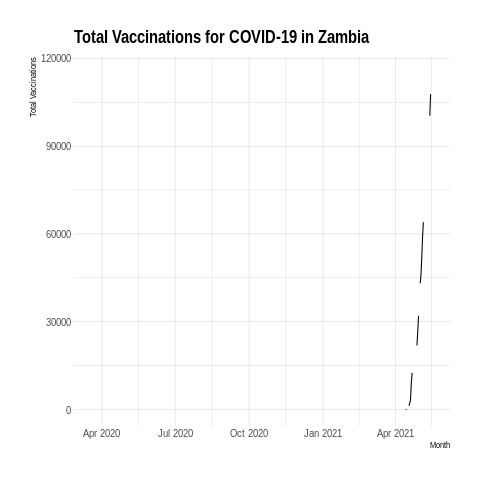 Total Vaccinations for COVID-19 in Zambia
Total Vaccinations
120000
90000
60000
30000
0
Apr 2020 Jul 2020 Oct 2020 Jan 2021 Apr 2021
Month